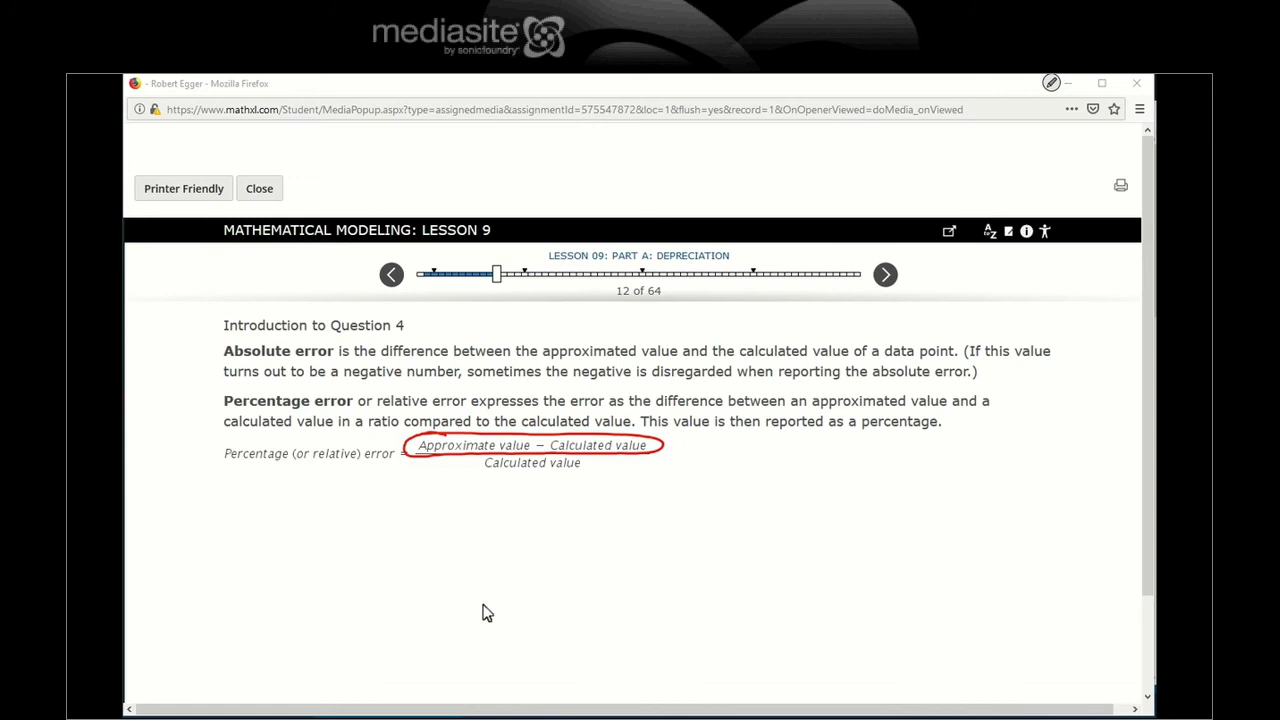 mediasite
by sonicfoundry
- Robert Egger - Mozilla Firefox
https://www.mathxl.com/Student/MediaPopup.aspx?type=assignedmedia&assignmentId=575547872&loc=1&flush=yes&record=1&OnOpenerViewed=doMedia_onViewed
Printer Friendly Close
MATHEMATICAL MODELING: LESSON 9
LESSON 09: PART A: DEPRECIATION
12 of 64
Introduction to Question 4
Absolute error is the difference between the approximated value and the calculated value of a data point. (If this value
turns out to be a negative number, sometimes the negative is disregarded when reporting the absolute error.)
Percentage error or relative error expresses the error as the difference between an approximated value and a
calculated value in a ratio compared to the calculated value. This value is then reported as a percentage.
Approximate value − Calculated value
Percentage (or relative) error =
Calculated value